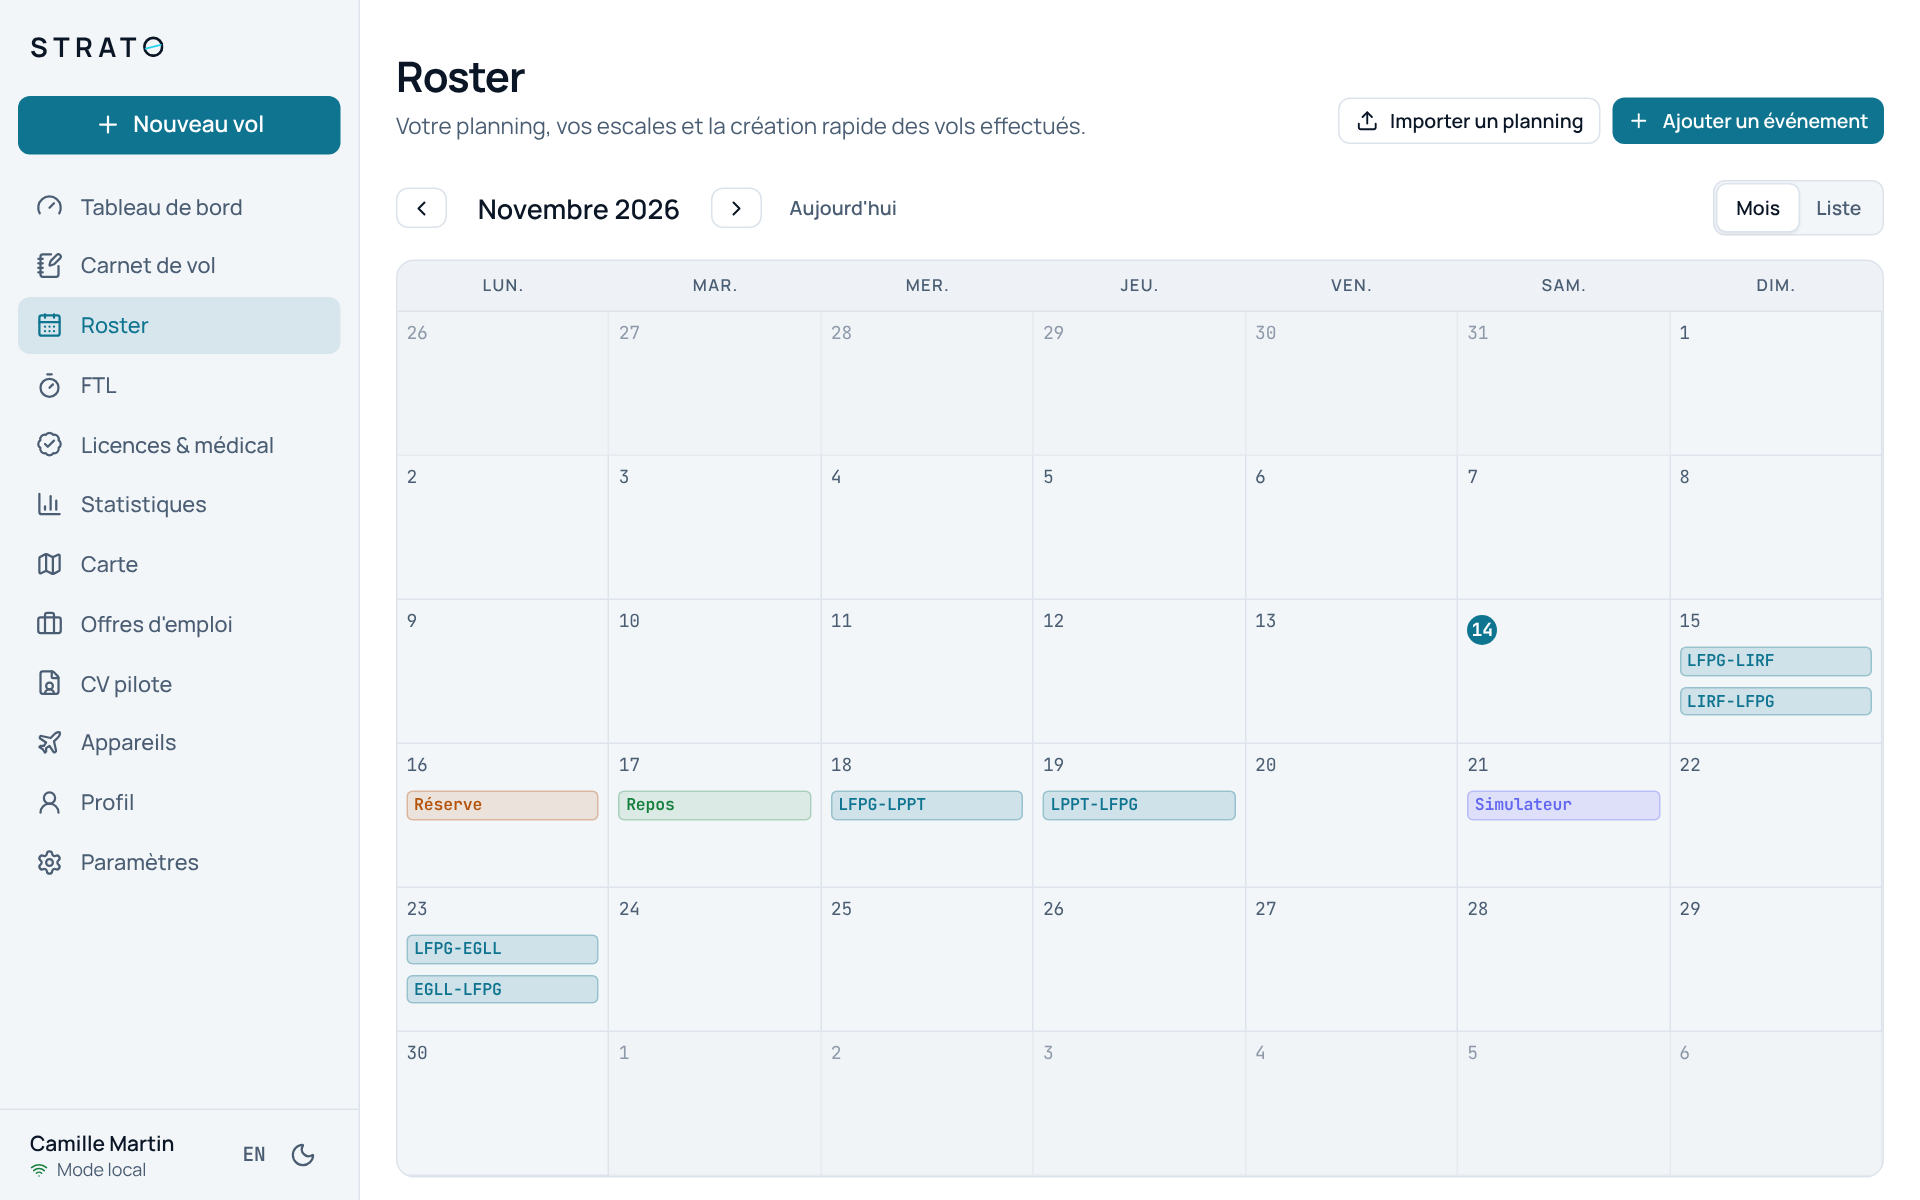 STRATO
Nouveau vol
Tableau de bord
Carnet de vol
Roster
FTL
Licences & médical
Statistiques
Carte
Offres d'emploi
CV pilote
Appareils
Profil
Paramètres
Camille Martin
Mode local
EN
Roster
Votre planning, vos escales et la création rapide des vols effectués.
Importer un planning
Ajouter un événement
Novembre 2026
Aujourd'hui
Mois
Liste
LUN. MAR. MER. JEU. VEN. SAM. DIM.
26 27 28 29 30 31 1
2 3 4 5 6 7 8
9 10 11 12 13 14 15
LFPG-LIRF
LIRF-LFPG
16 17 18 19 20 21 22
Réserve Repos LFPG-LPPT LPPT-LFPG Simulateur
23 24 25 26 27 28 29
LFPG-EGLL
EGLL-LFPG
30 1 2 3 4 5 6